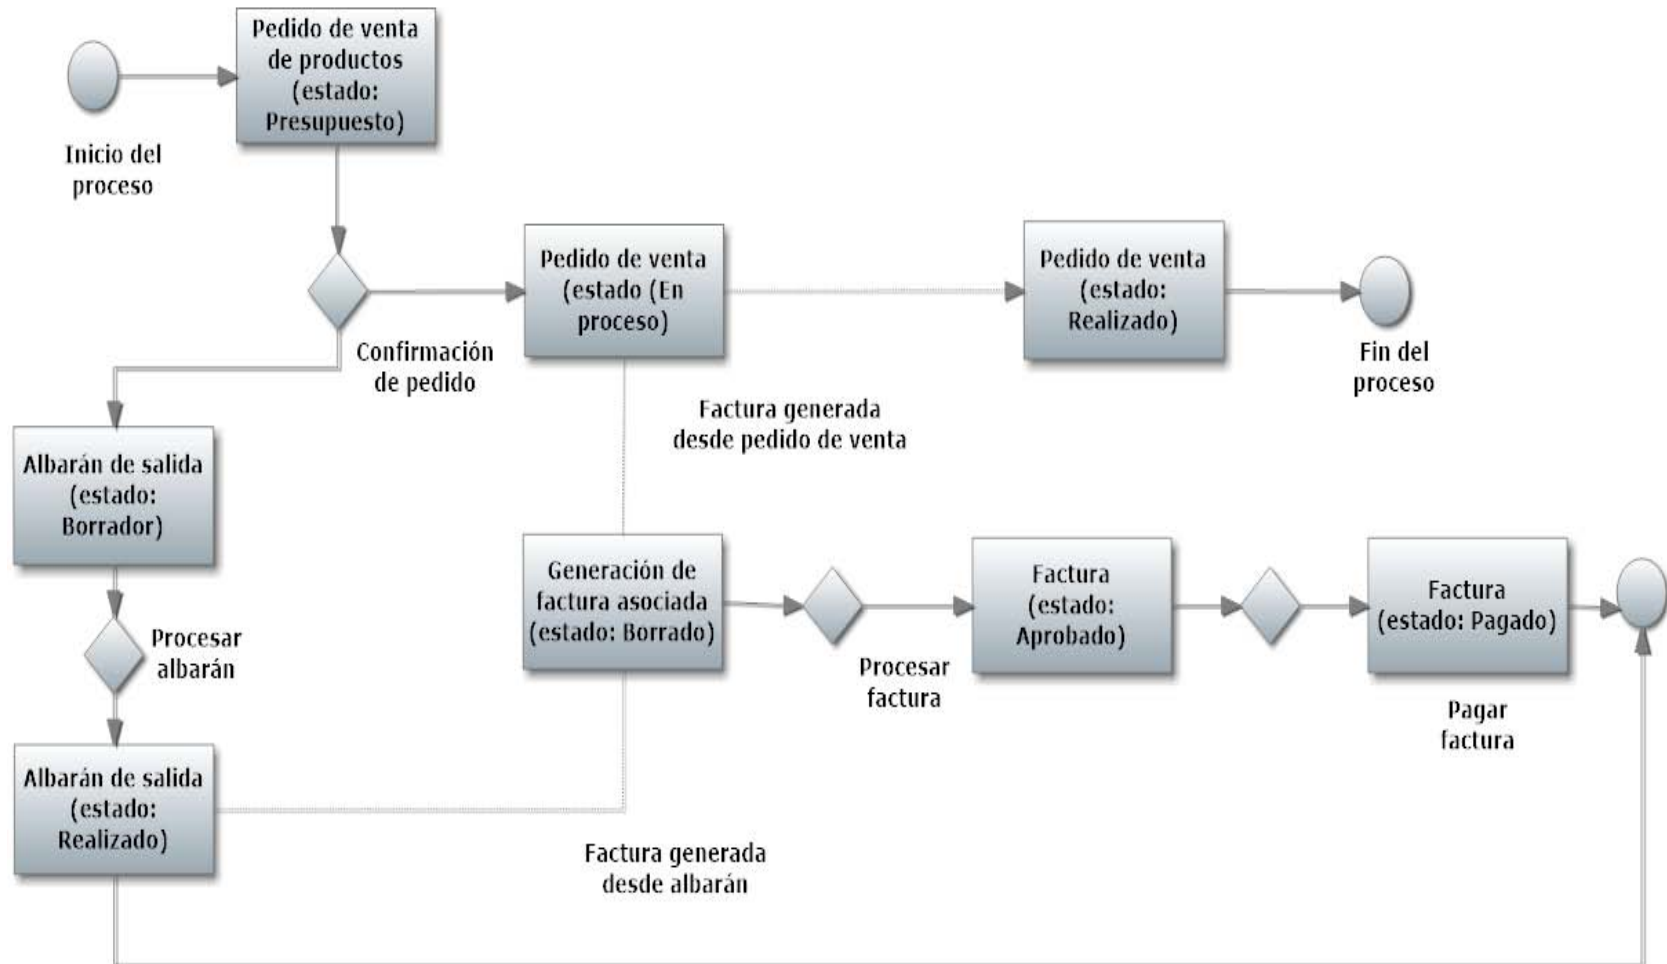 Pedido de venta
de productos
(estado:
Presupuesto)
Inicio del
proceso
Pedido de venta
(estado (En
proceso)
Pedido de venta
(estado:
Realizado)
Confirmación
de pedido
Fin del
proceso
Factura generada
desde pedido de venta
Albarán de salida
(estado:
Borrador)
Generación de
factura asociada
(estado: Borrado)
Factura
(estado:
Aprobado)
Factura
(estado: Pagado)
Procesar
albarán
Procesar
factura
Pagar
factura
Albarán de salida
(estado:
Realizado)
Factura generada
desde albarán